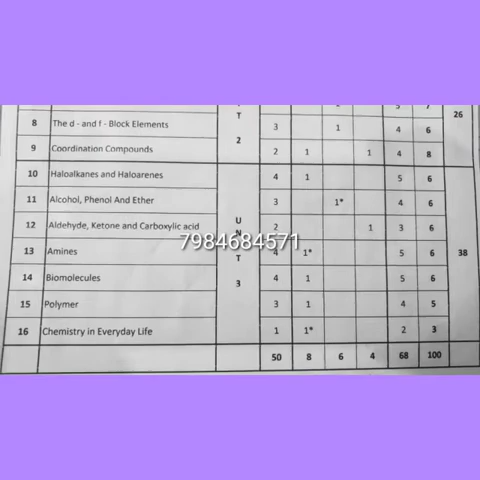 T 5 7 26
8 The d - and f - Block Elements 3 1 4 6
2
9 Coordination Compounds 2 1 1 4 8
10 Haloalkanes and Haloarenes 4 1 5 6
11 Alcohol, Phenol And Ether 3 1* 4 6
U
12 Aldehyde, Ketone and Carboxylic acid 2 1 3 6
N
7984684571
13 Amines 4 1* 5 6 38
T
14 Biomolecules 4 1 5 6
3
15 Polymer 3 1 4 5
16 Chemistry in Everyday Life 1 1* 2 3
50 8 6 4 68 100